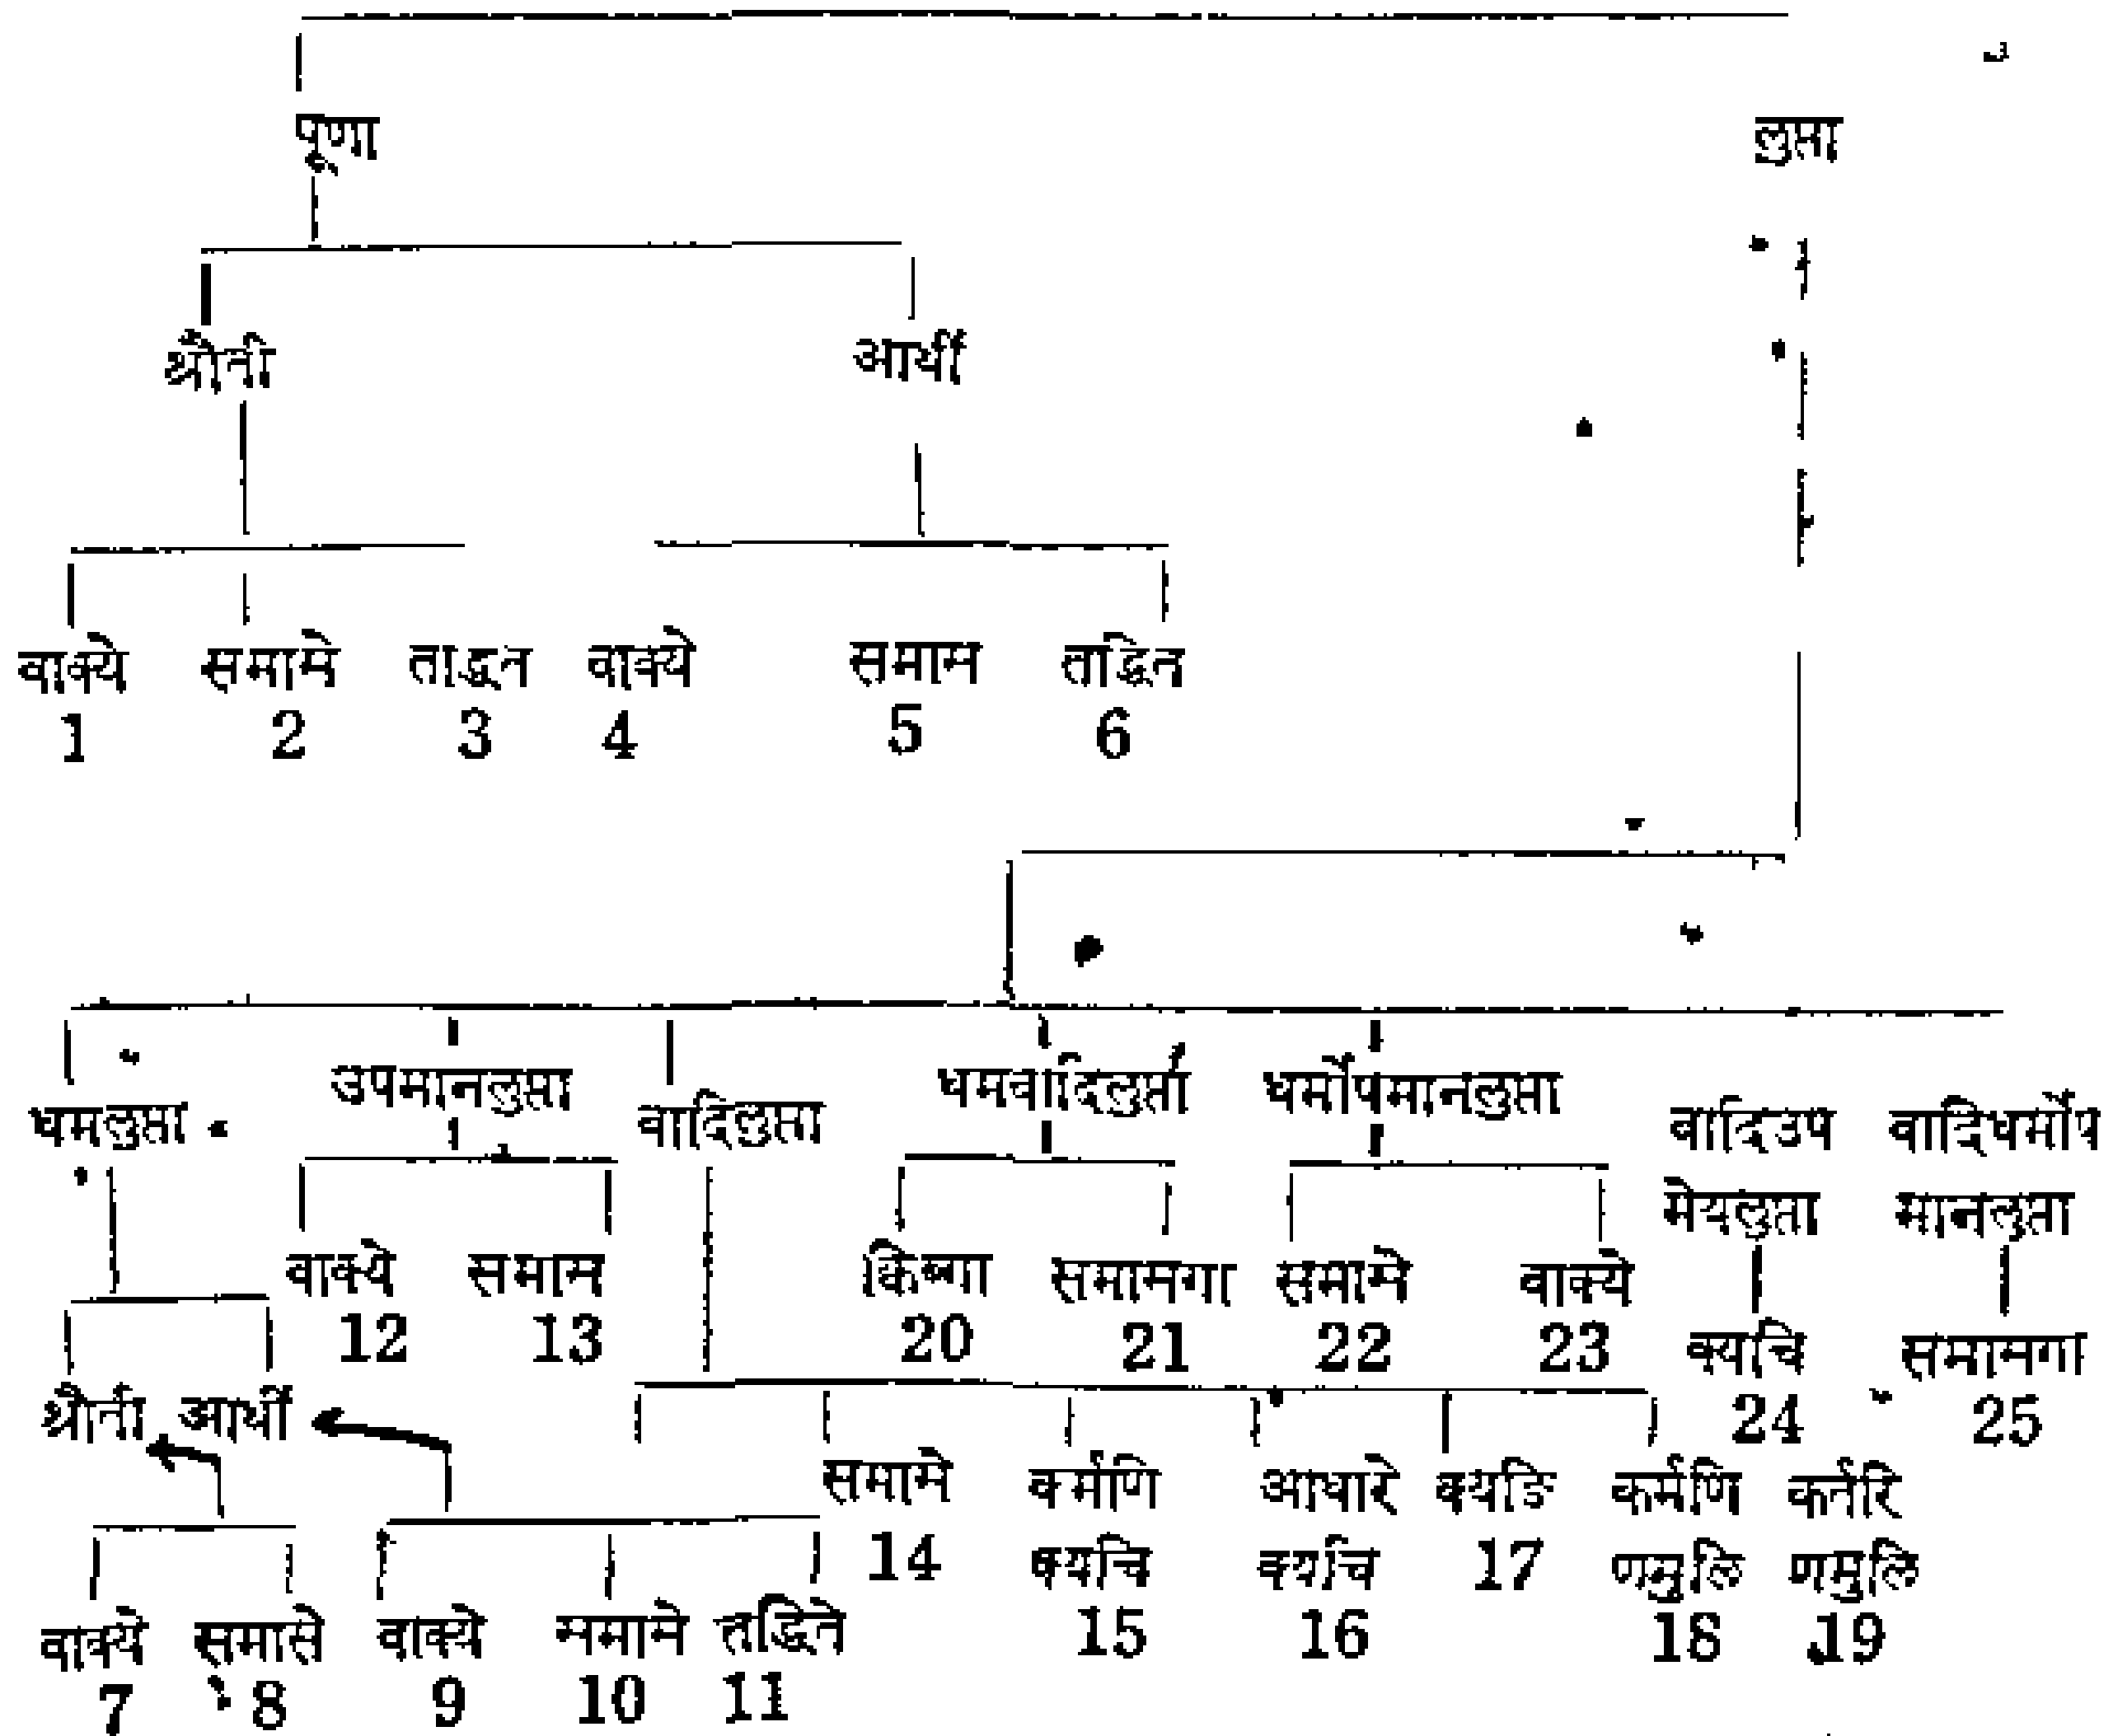 पूर्णा लुप्ता
श्रौती आर्थी
वाक्ये समासे तद्धिते वाक्ये समासे तद्धिते
1 2 3 4 5 6
धर्मलुप्ता उपमानलुप्ता वादिलुप्ता धर्मवादिलुप्ता धर्मोपमानलुप्ता वादिउप वादिधर्मोप
मेयलुप्ता मानलुप्ता
वाक्ये समासे क्विब्गा समासगा समासे वाक्ये
12 13 20 21 22 23
क्यचि समासगा
24 25
श्रौती आर्थी
समासे कर्मणि आधारे क्यङि कर्मणि कर्तरि
14 क्यचि क्यचि 17 णमुलि णमुलि
15 16 18 19
वाक्ये समासे वाक्ये समासे तद्धिते
7 8 9 10 11